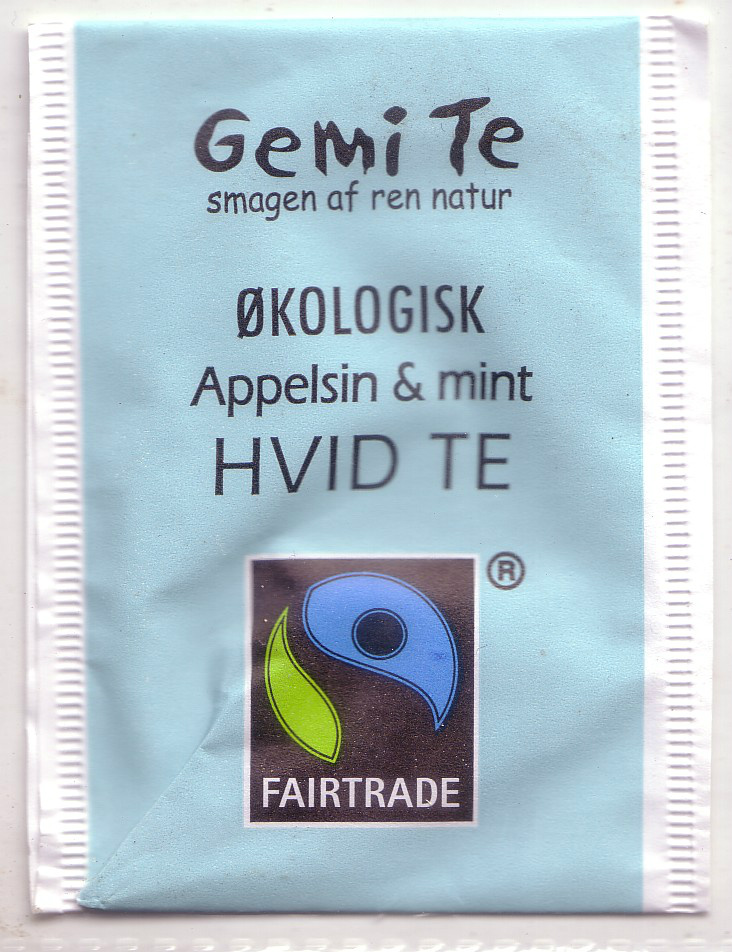 Gemi Te
smagen af ren natur
ØKOLOGISK
Appelsin & mint
HVID TE
®
FAIRTRADE